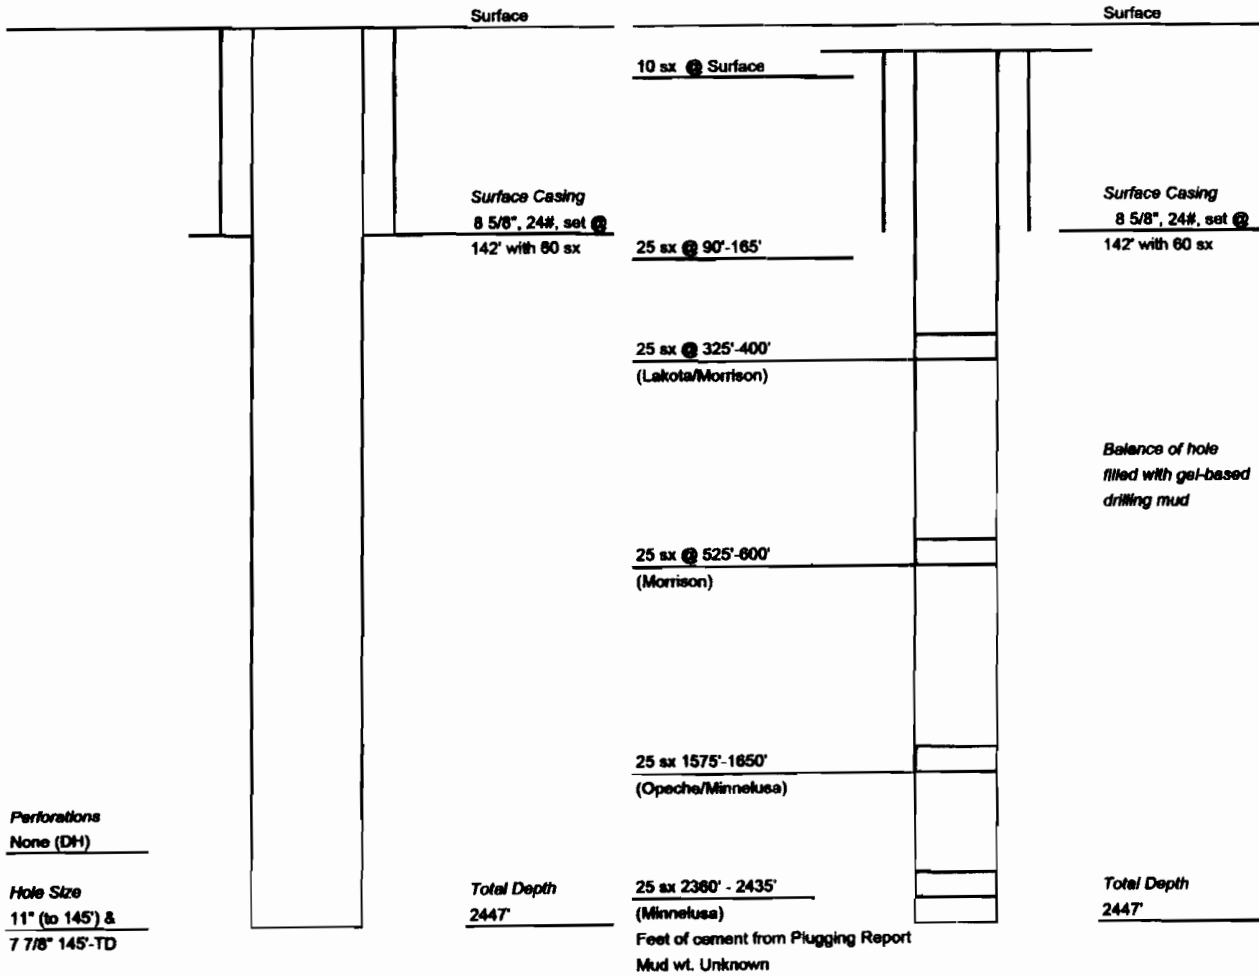 Surface
Surface Casing
8 5/8", 24#, set @
142' with 60 sx
Perforations
None (DH)
Hole Size
11" (to 145') &
7 7/8" 145'-TD
Total Depth
2447'
Surface
10 sx @ Surface
Surface Casing
8 5/8", 24#, set @
142' with 60 sx
25 sx @ 90'-165'
25 sx @ 325'-400'
(Lakota/Morrison)
Balance of hole
filled with gel-based
drilling mud
25 sx @ 525'-600'
(Morrison)
25 sx 1575'-1650'
(Opeche/Minnelusa)
25 sx 2360' - 2435'
(Minnelusa)
Feet of cement from Plugging Report
Mud wt. Unknown
Total Depth
2447'